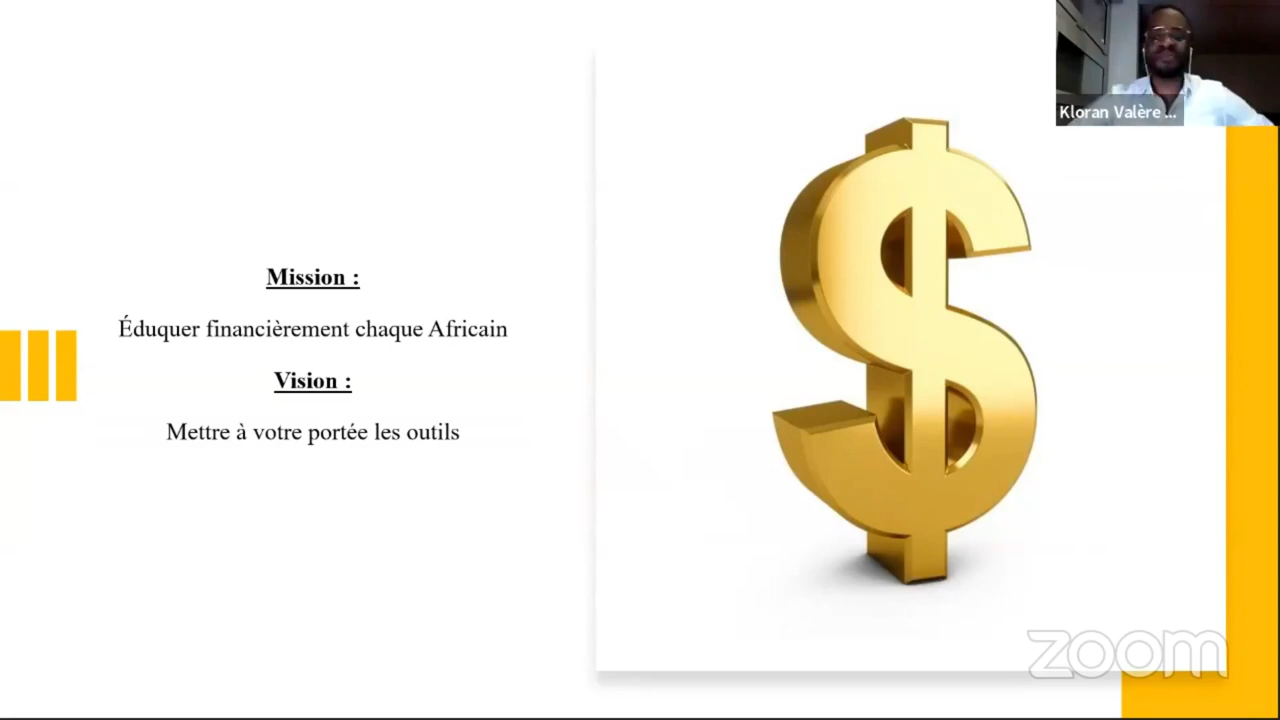 Kloran Valère ...
Mission :
Éduquer financièrement chaque Africain
Vision :
Mettre à votre portée les outils
zoom